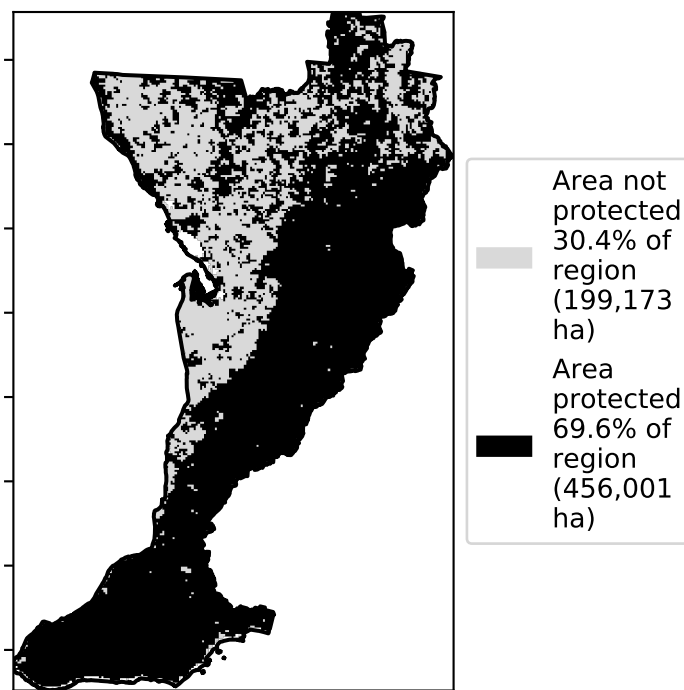 Area not
protected
30.4% of
region
(199,173
ha)
Area
protected
69.6% of
region
(456,001
ha)